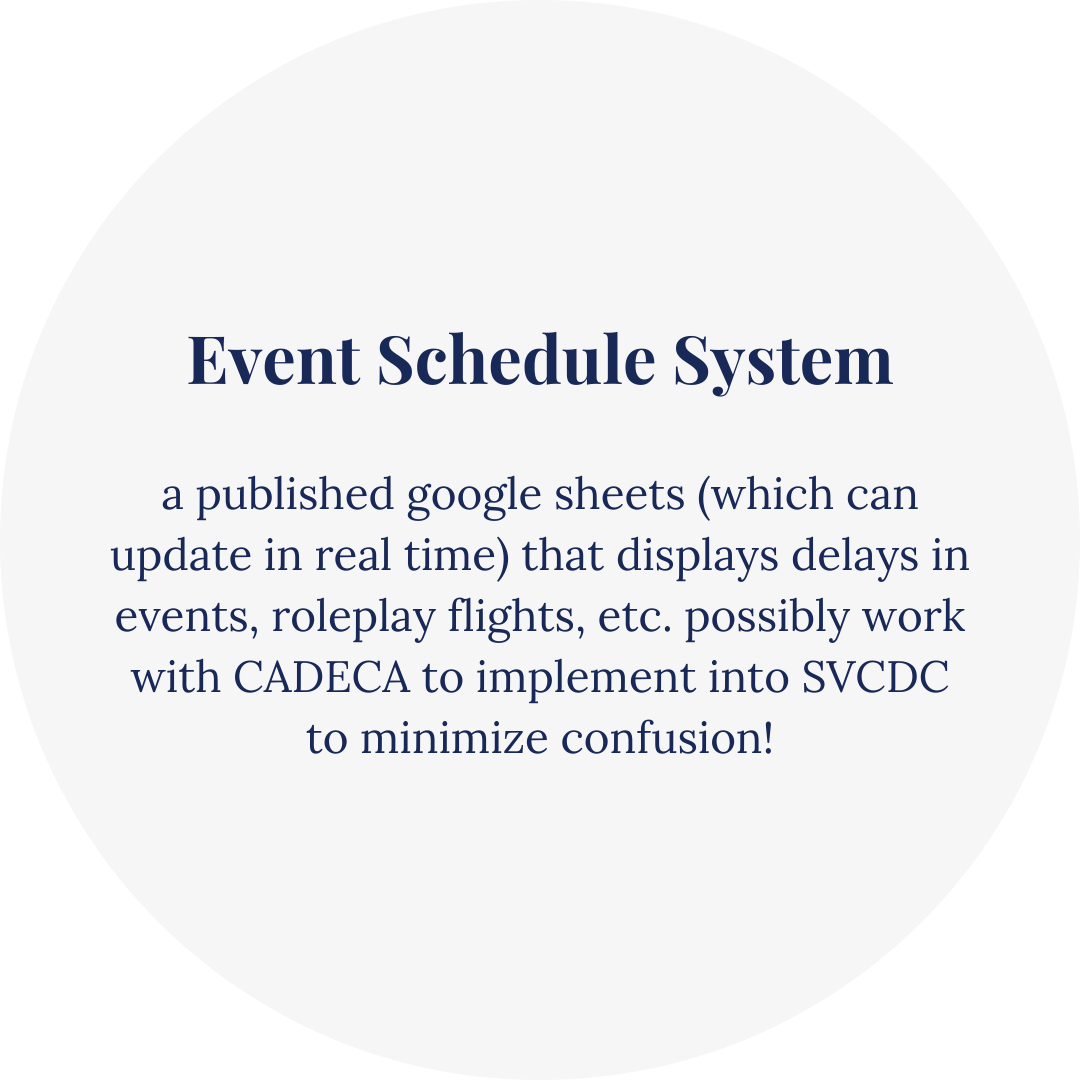 Event Schedule System
a published google sheets (which can
update in real time) that displays delays in
events, roleplay flights, etc. possibly work
with CADECA to implement into SVCDC
to minimize confusion!